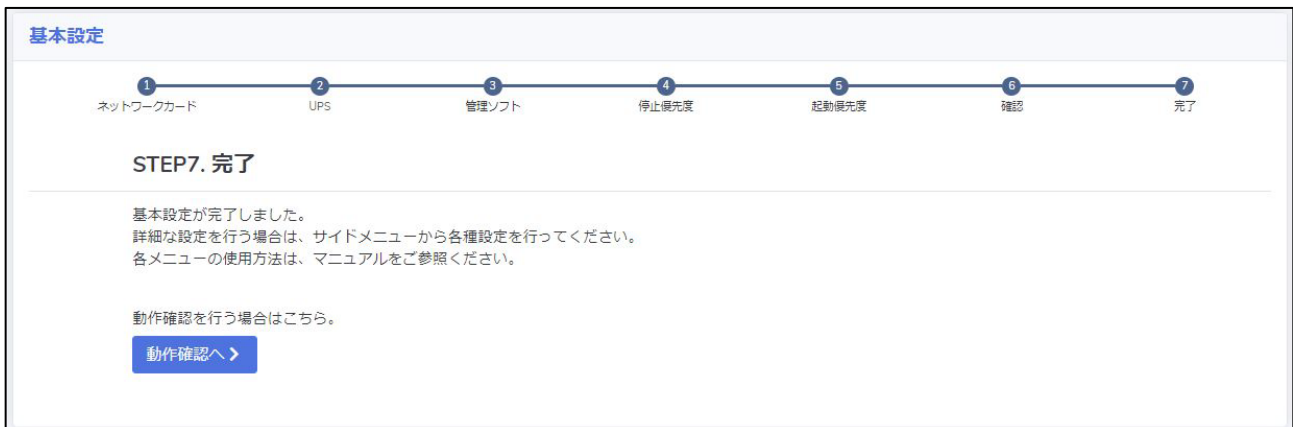 基本設定
1 2 3 4 5 6 7
ネットワークカード UPS 管理ソフト 停止優先度 起動優先度 確認 完了
STEP7. 完了
基本設定が完了しました。
詳細な設定を行う場合は、サイドメニューから各種設定を行ってください。
各メニューの使用方法は、マニュアルをご参照ください。
動作確認を行う場合はこちら。
動作確認へ